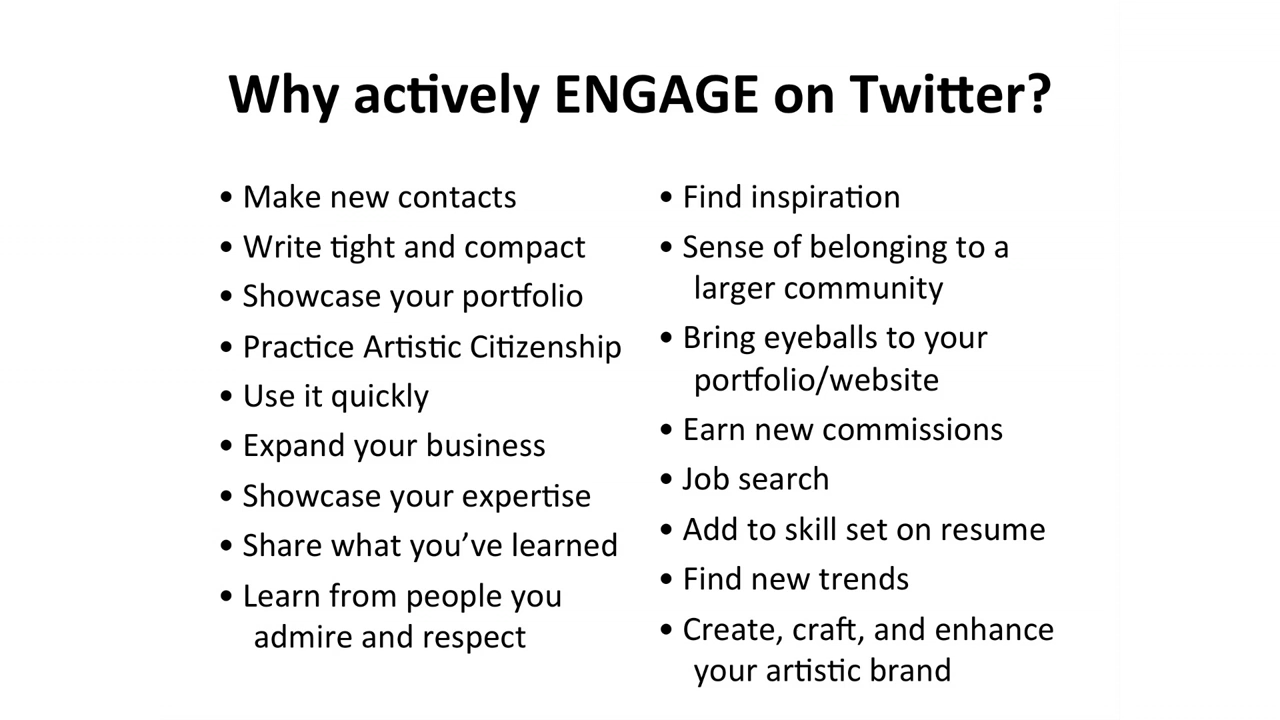 Why actively ENGAGE on Twitter?
• Make new contacts
• Write tight and compact
• Showcase your portfolio
• Practice Artistic Citizenship
• Use it quickly
• Expand your business
• Showcase your expertise
• Share what you’ve learned
• Learn from people you
admire and respect
• Find inspiration
• Sense of belonging to a
larger community
• Bring eyeballs to your
portfolio/website
• Earn new commissions
• Job search
• Add to skill set on resume
• Find new trends
• Create, craft, and enhance
your artistic brand